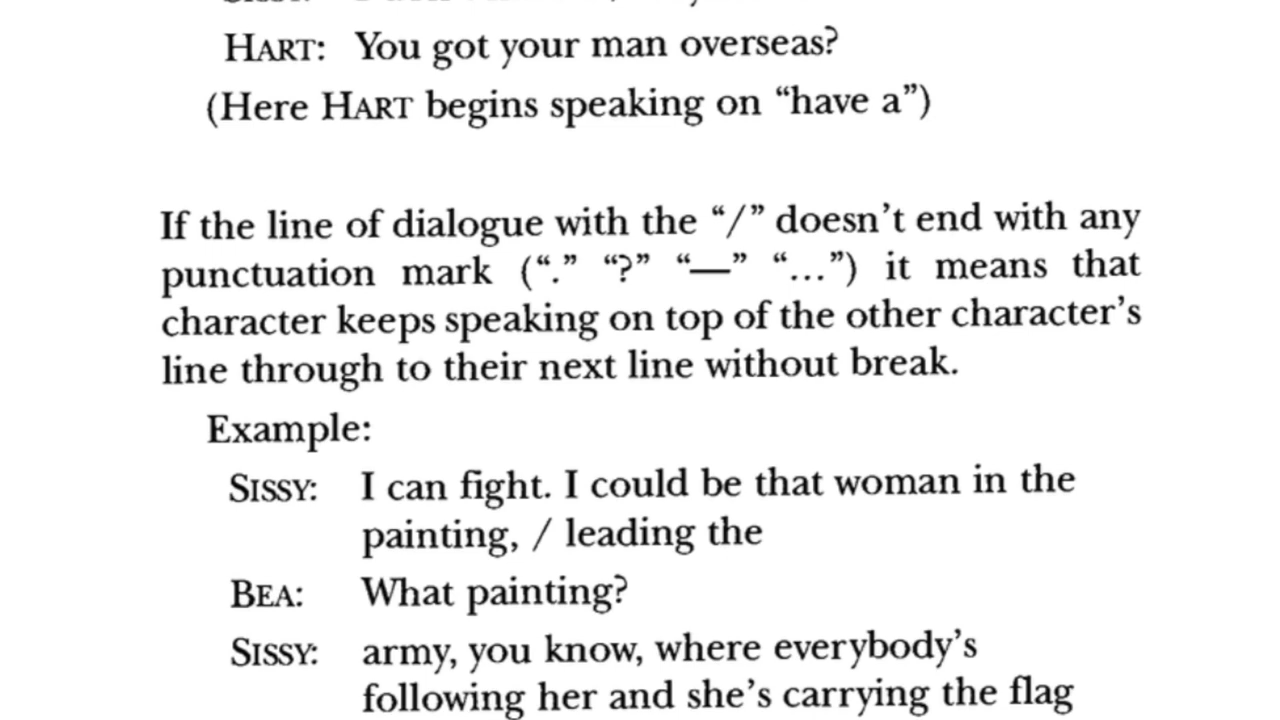 HART: You got your man overseas?
(Here HART begins speaking on “have a”)
If the line of dialogue with the “/” doesn’t end with any
punctuation mark (“.” “?” “—” “...”) it means that
character keeps speaking on top of the other character’s
line through to their next line without break.
Example:
SISSY: I can fight. I could be that woman in the
painting, / leading the
BEA: What painting?
SISSY: army, you know, where everybody’s
following her and she’s carrying the flag